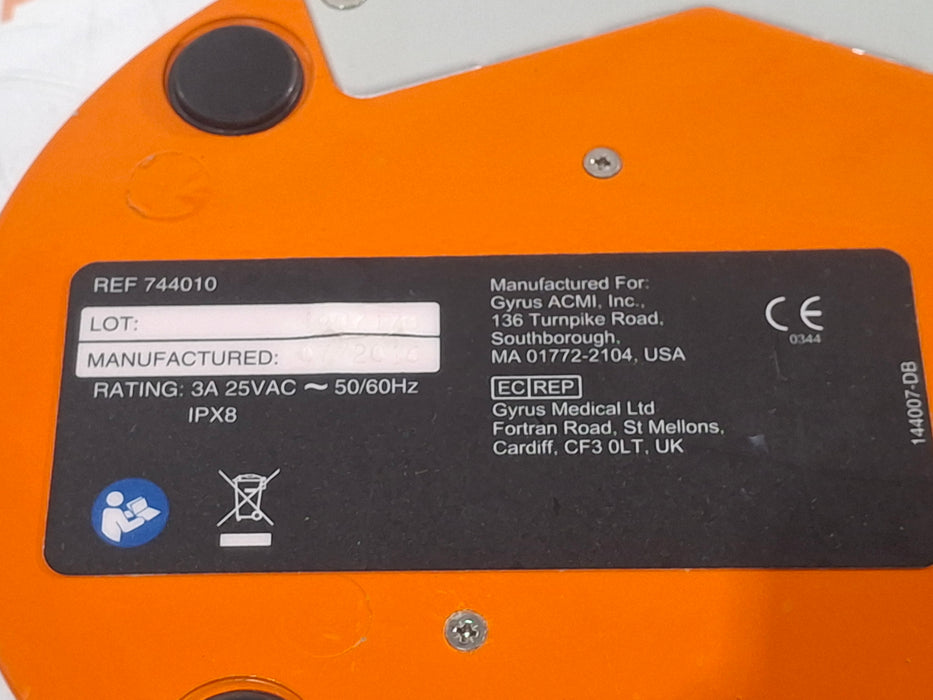 REF 744010
LOT:
MANUFACTURED:
RATING: 3A 25VAC ~ 50/60Hz
IPX8
Manufactured For:
Gyrus ACMI, Inc.,
136 Turnpike Road,
Southborough,
MA 01772-2104, USA
EC REP
Gyrus Medical Ltd
Fortran Road, St Mellons,
Cardiff, CF3 0LT, UK
CE
0344
144007-DB